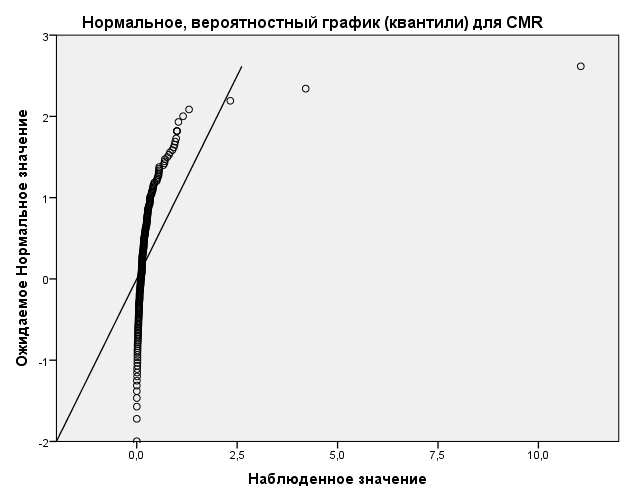 Нормальное, вероятностный график (квантили) для CMR
3
2
1
0
-1
-2
Ожидаемое Нормальное значение
0,0 2,5 5,0 7,5 10,0
Наблюденное значение